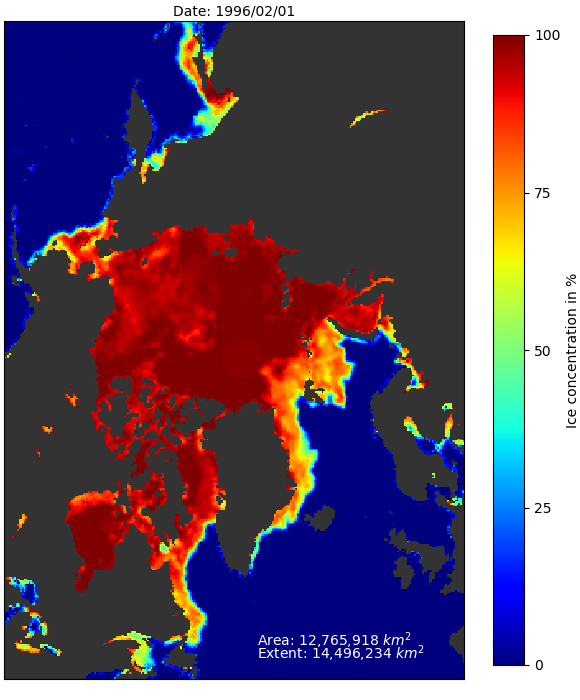 Date: 1996/02/01
100
75
50
25
0
Ice concentration in %
Area: 12,765,918 km²
Extent: 14,496,234 km²